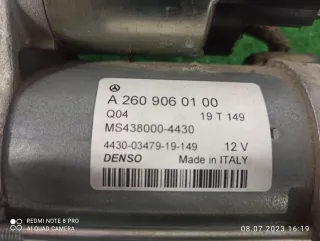 A 260 906 01 00
Q04 19 T 149
MS438000-4430
4430-03479-19-149 12 V
DENSO Made in ITALY
REDMI NOTE 8 PRO
AI QUAD CAMERA
08.07.2023 16:19